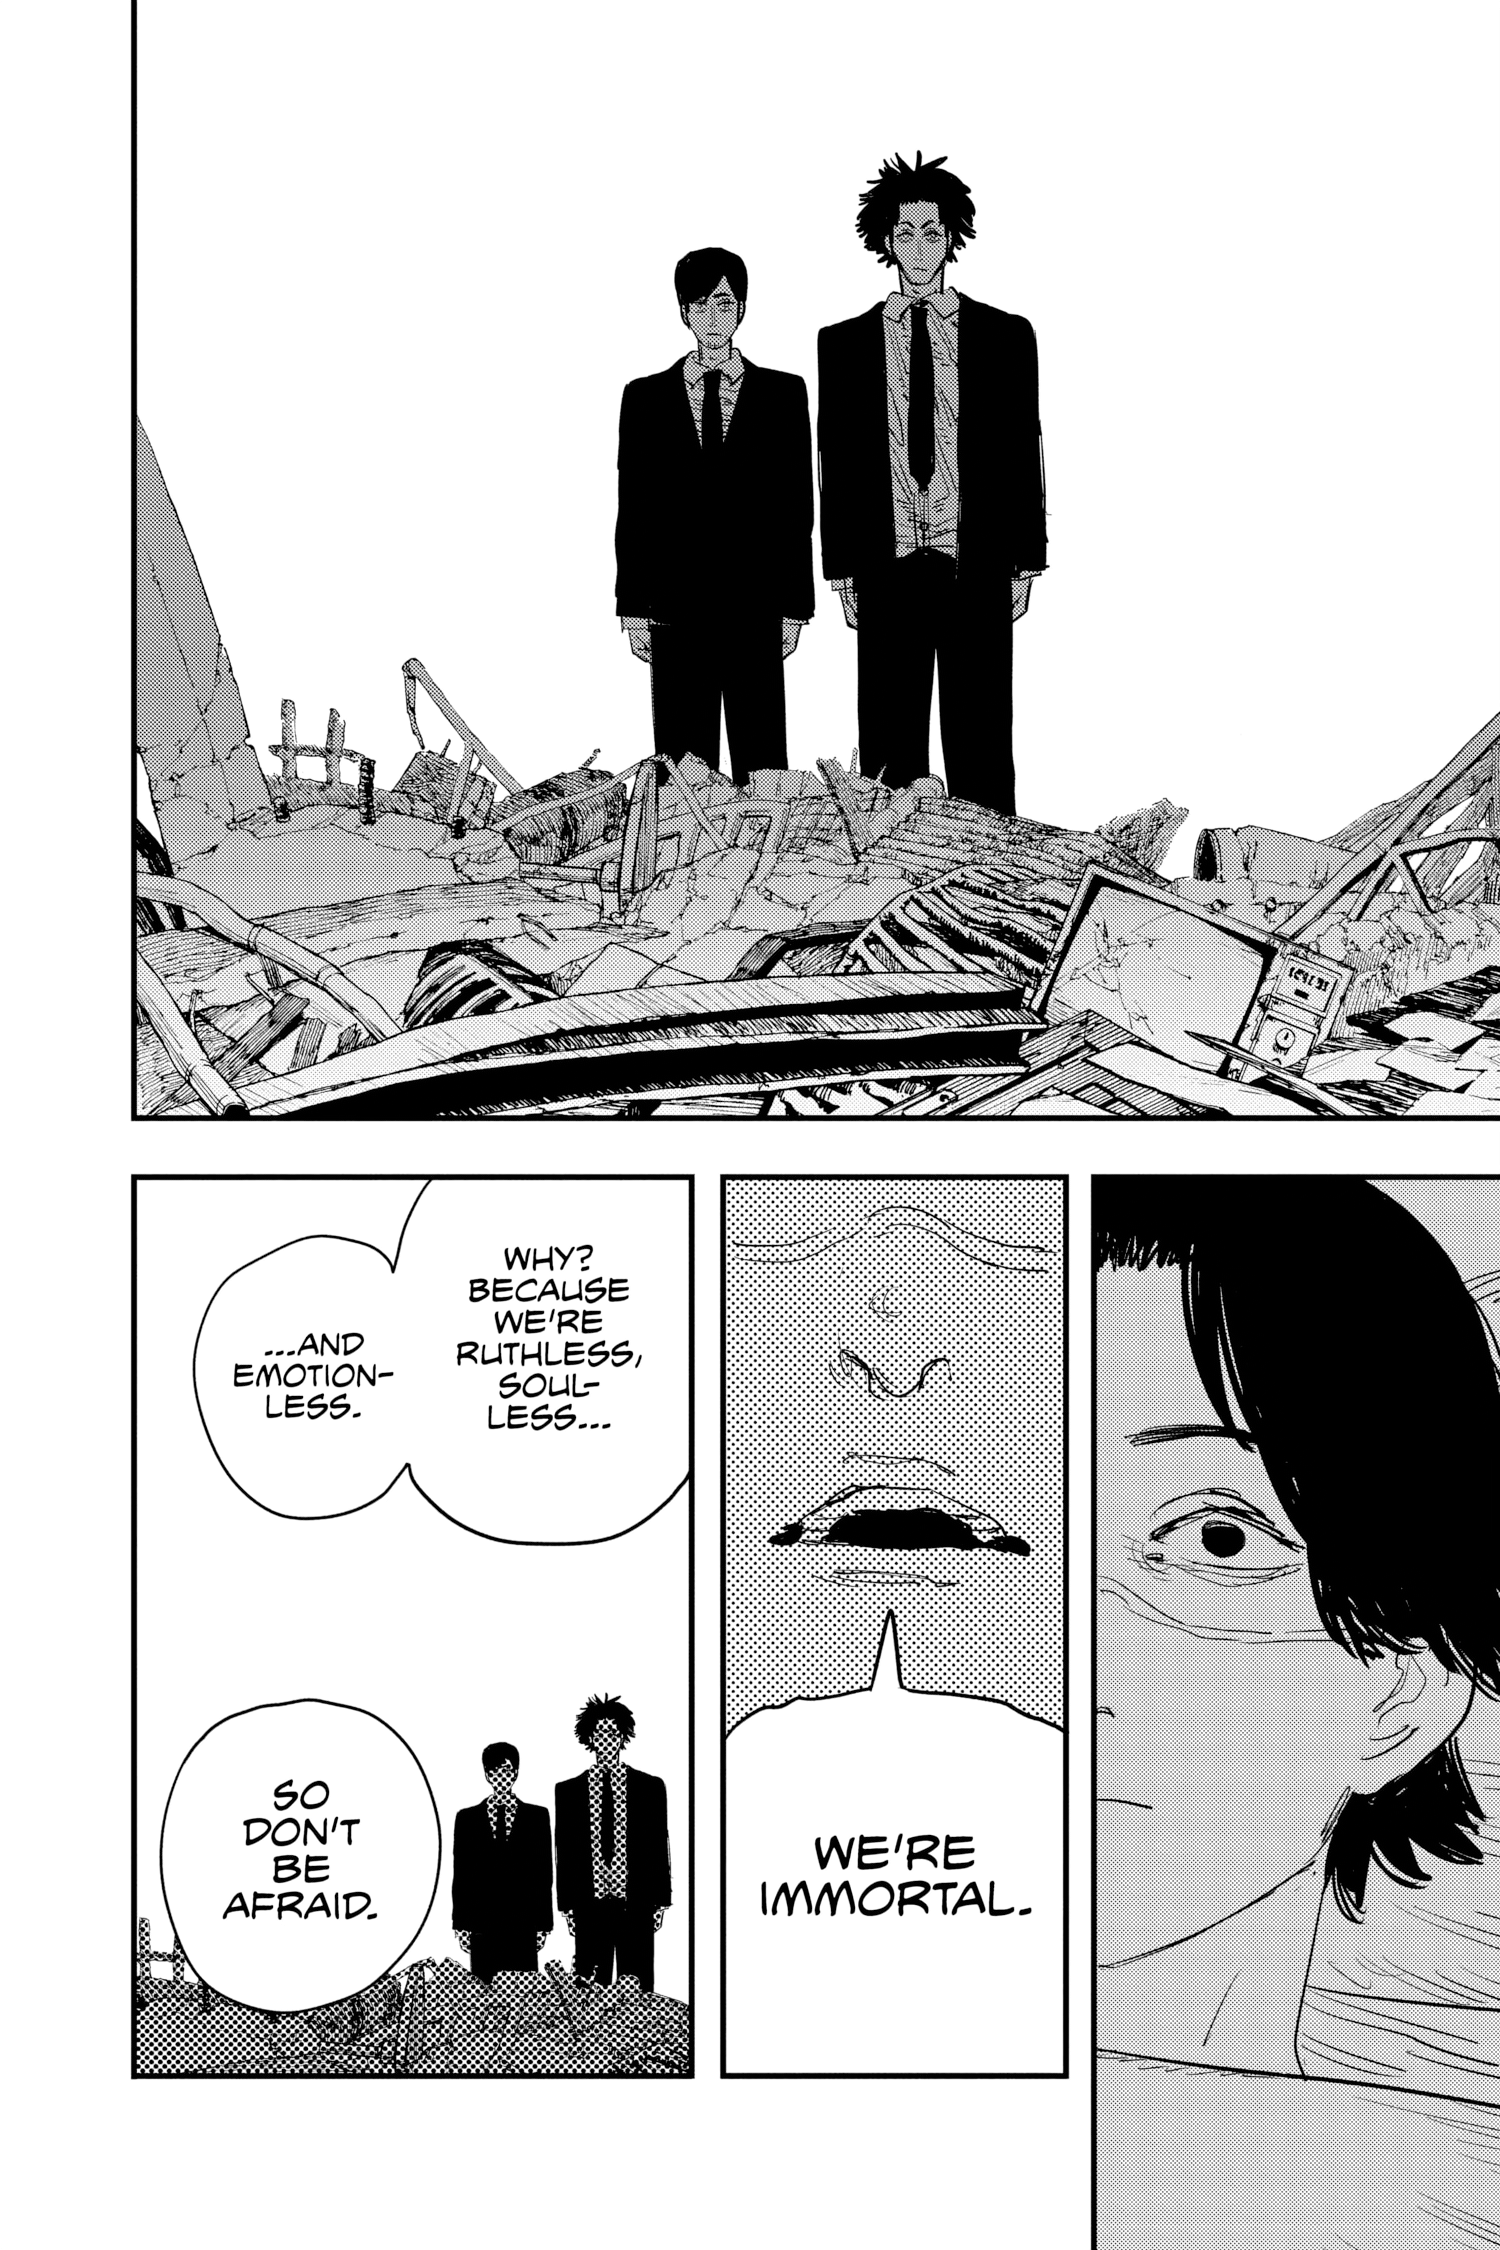 WE'RE
IMMORTAL.
WHY?
BECAUSE
WE'RE
RUTHLESS,
SOUL-
LESS...
...AND
EMOTION-
LESS.
SO
DON'T
BE
AFRAID.